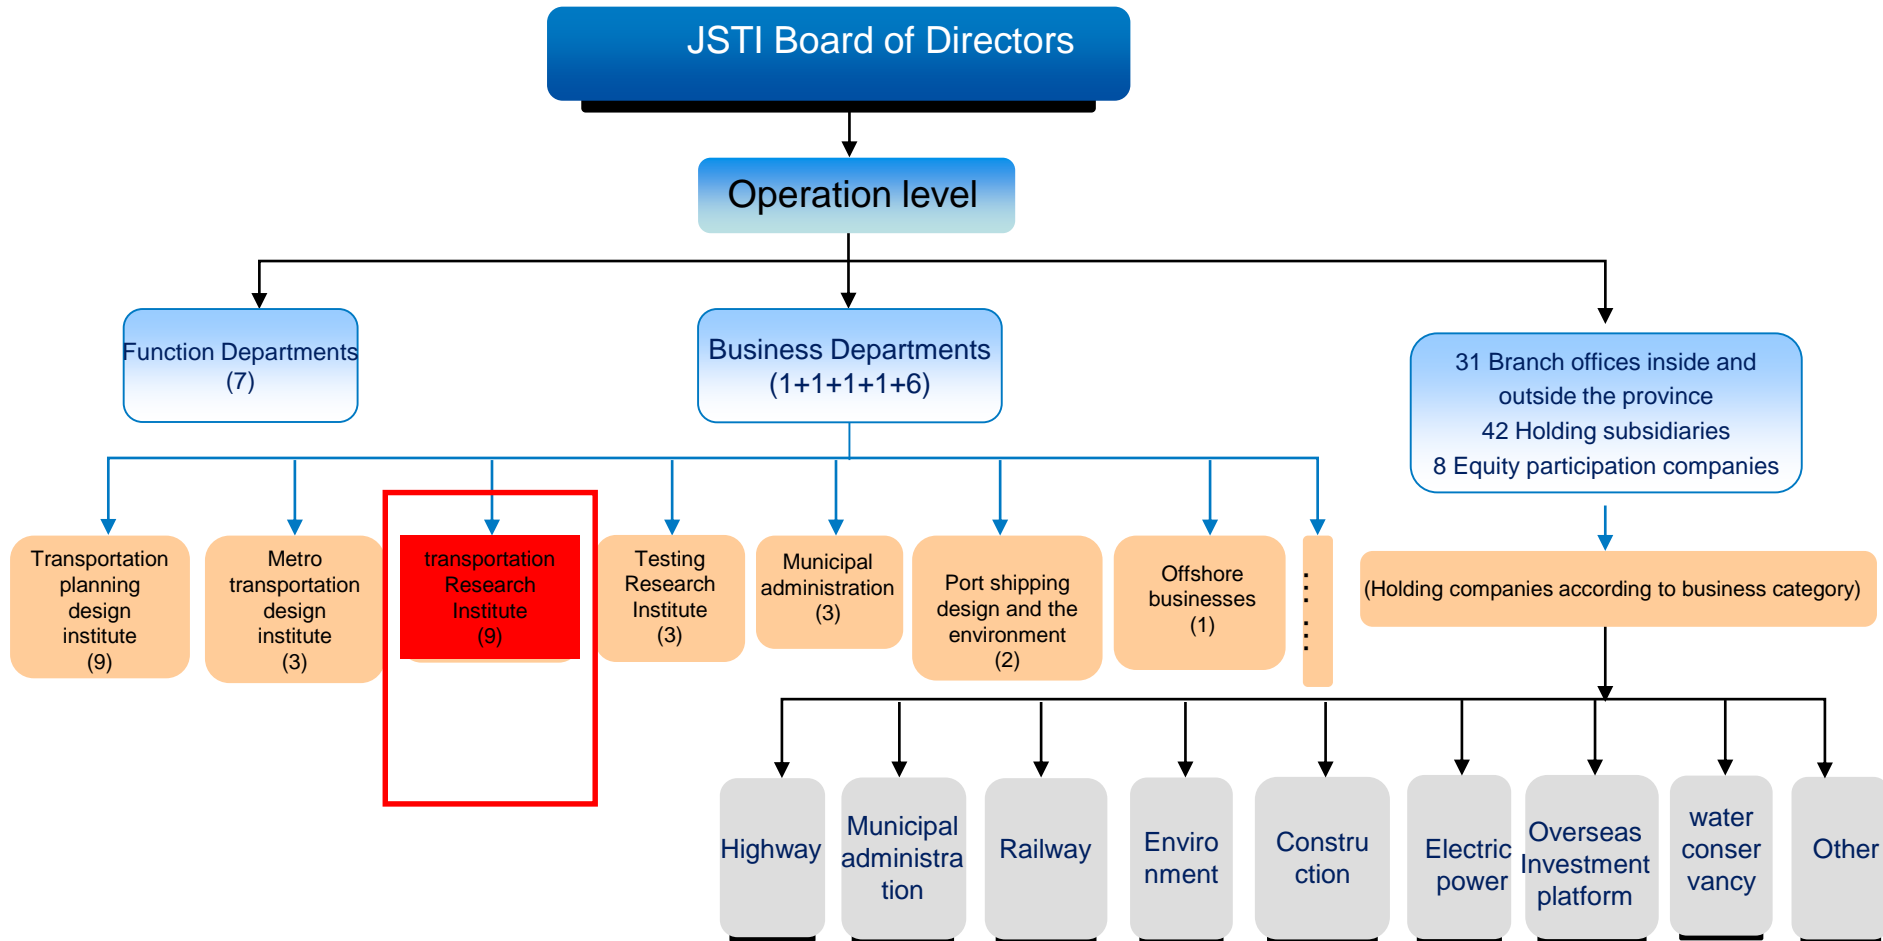 JSTI Board of Directors
Operation level
Function Departments
(7)
Business Departments
(1+1+1+1+6)
31 Branch offices inside and
outside the province
42 Holding subsidiaries
8 Equity participation companies
Transportation
planning
design
institute
(9)
Metro
transportation
design
institute
(3)
transportation
Research
Institute
(9)
Testing
Research
Institute
(3)
Municipal
administration
(3)
Port shipping
design and the
environment
(2)
Offshore
businesses
(1)
......
(Holding companies according to business category)
Highway
Municipal
administra
tion
Railway
Enviro
nment
Constru
ction
Electric
power
Overseas
Investment
platform
water
conser
vancy
Other